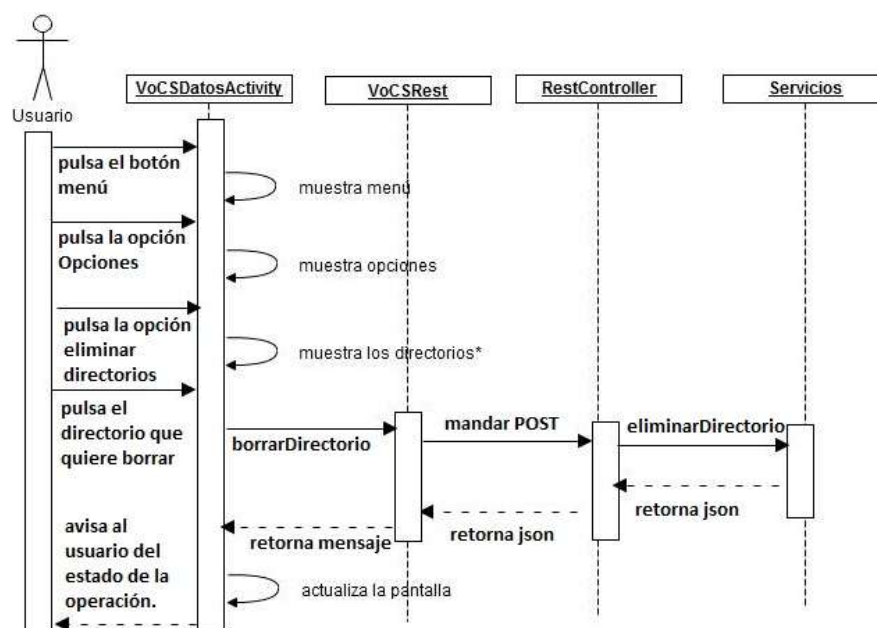 VoCSDatosActivity
VoCSRest
RestController
Servicios
Usuario
pulsa el botón
menú
muestra menú
pulsa la opción
Opciones
muestra opciones
pulsa la opción
eliminar
directorios
muestra los directorios*
pulsa el
directorio que
quiere borrar
borrarDirectorio
mandar POST
eliminarDirectorio
retorna json
retorna json
retorna mensaje
avisa al
usuario del
estado de la
operación.
actualiza la pantalla